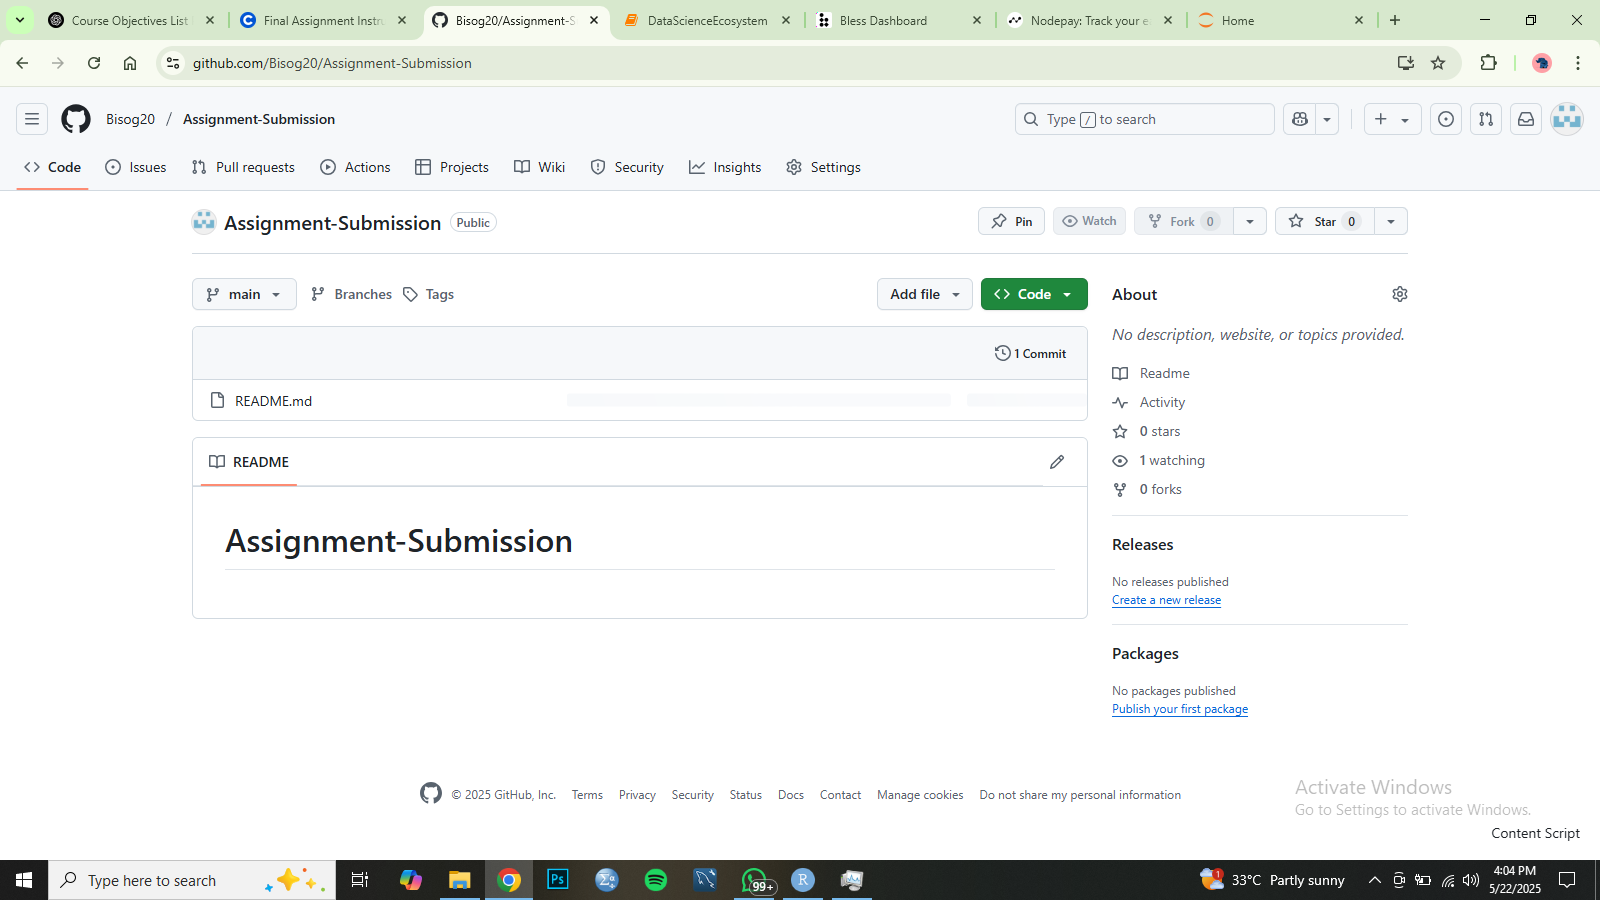 Course Objectives List
Final Assignment Instru
Bisog20/Assignment-S
DataScienceEcosystem
Bless Dashboard
Nodepay: Track your e
Home
github.com/Bisog20/Assignment-Submission
Bisog20 / Assignment-Submission
Type / to search
Code
Issues
Pull requests
Actions
Projects
Wiki
Security
Insights
Settings
Assignment-Submission Public
Pin
Watch
Fork 0
Star 0
main
Branches
Tags
Add file
Code
About
No description, website, or topics provided.
1 Commit
README.md
Readme
Activity
0 stars
1 watching
0 forks
README
Assignment-Submission
Releases
No releases published
Create a new release
Packages
No packages published
Publish your first package
© 2025 GitHub, Inc. Terms Privacy Security Status Docs Contact Manage cookies Do not share my personal information
Activate Windows
Go to Settings to activate Windows.
Content Script
Type here to search
Ps
99+
R
1
33°C Partly sunny
4:04 PM
5/22/2025